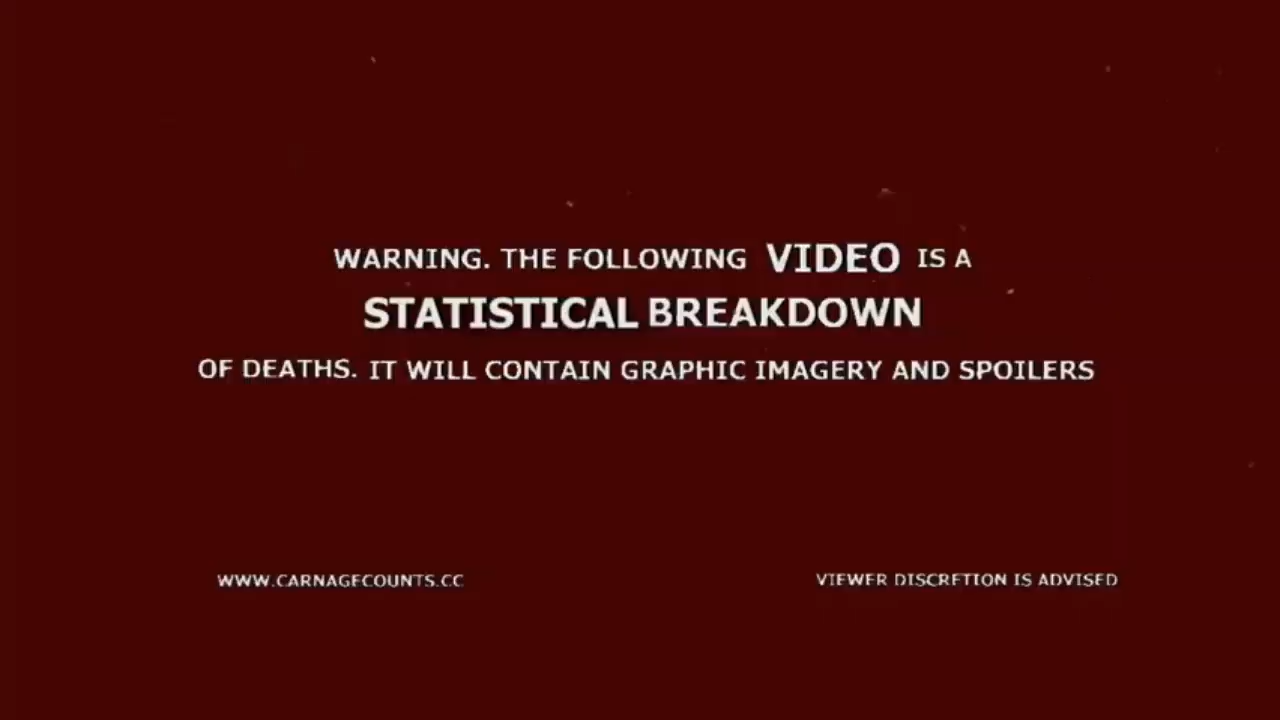 WARNING. THE FOLLOWING VIDEO IS A
STATISTICAL BREAKDOWN
OF DEATHS. IT WILL CONTAIN GRAPHIC IMAGERY AND SPOILERS
WWW.CARNAGECOUNTS.CC
VIEWER DISCRETION IS ADVISED